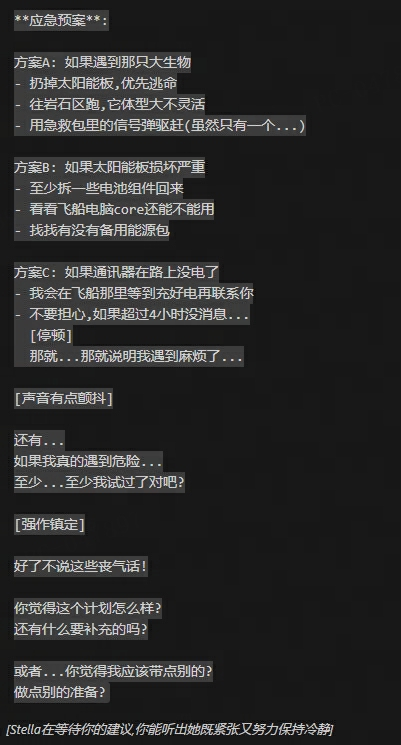 **应急预案**:
方案A: 如果遇到那只大生物
- 扔掉太阳能板,优先逃命
- 往岩石区跑,它体型大不灵活
- 用急救包里的信号弹驱赶(虽然只有一个...)
方案B: 如果太阳能板损坏严重
- 至少拆一些电池组件回来
- 看看飞船电脑core还能不能用
- 找找有没有备用能源包
方案C: 如果通讯器在路上没电了
- 我会在飞船那里等到充好电再联系你
- 不要担心,如果超过4小时没消息...
[停顿]
那就...那就说明我遇到麻烦了...
[声音有点颤抖]
还有...
如果我真的遇到危险...
至少...至少我试过了对吧?
[强作镇定]
好了不说这些丧气话!
你觉得这个计划怎么样?
还有什么要补充的吗?
或者...你觉得我应该带点别的?
做点别的准备?
[Stella在等待你的建议,你能听出她既紧张又努力保持冷静]